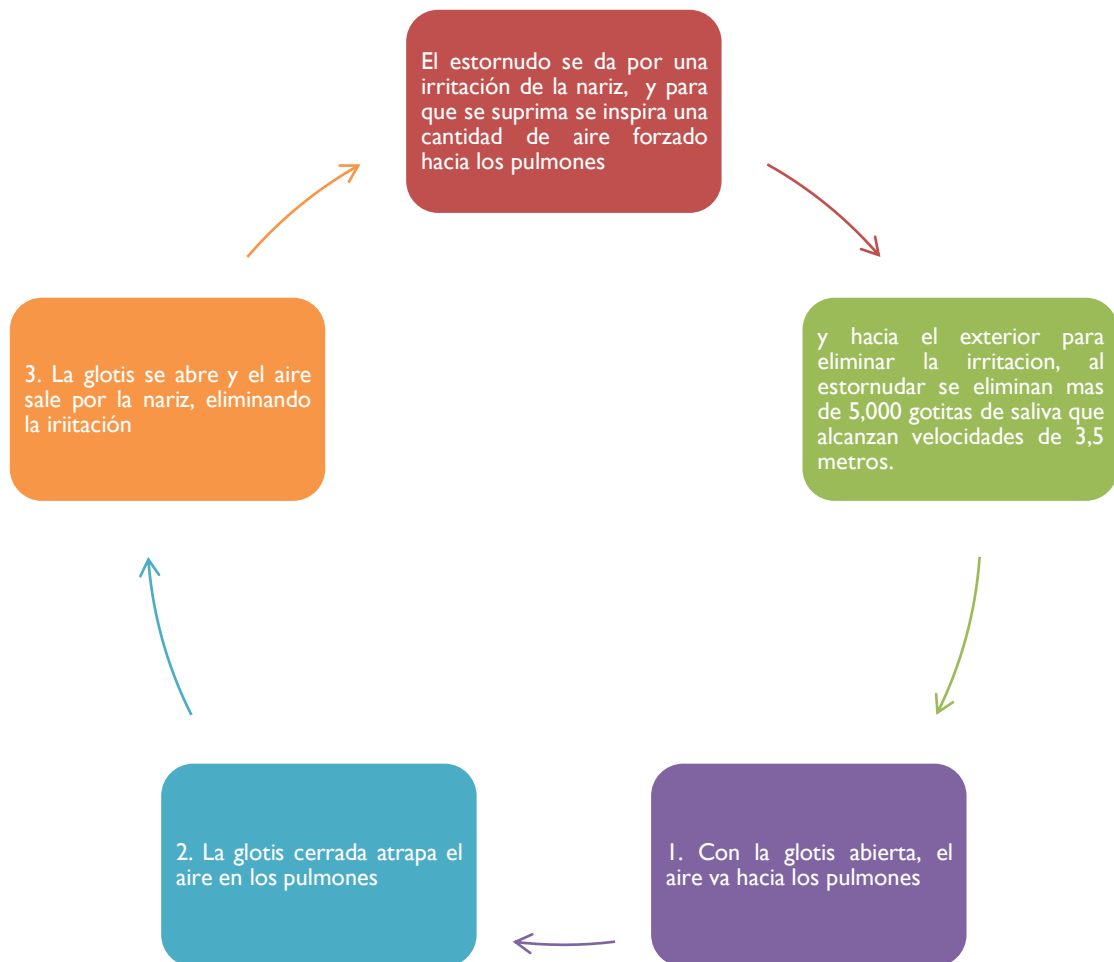 El estornudo se da por una
irritación de la nariz, y para
que se suprima se inspira una
cantidad de aire forzado
hacia los pulmones
y hacia el exterior para
eliminar la irritacion, al
estornudar se eliminan mas
de 5,000 gotitas de saliva que
alcanzan velocidades de 3,5
metros.
1. Con la glotis abierta, el
aire va hacia los pulmones
2. La glotis cerrada atrapa el
aire en los pulmones
3. La glotis se abre y el aire
sale por la nariz, eliminando
la iriitación